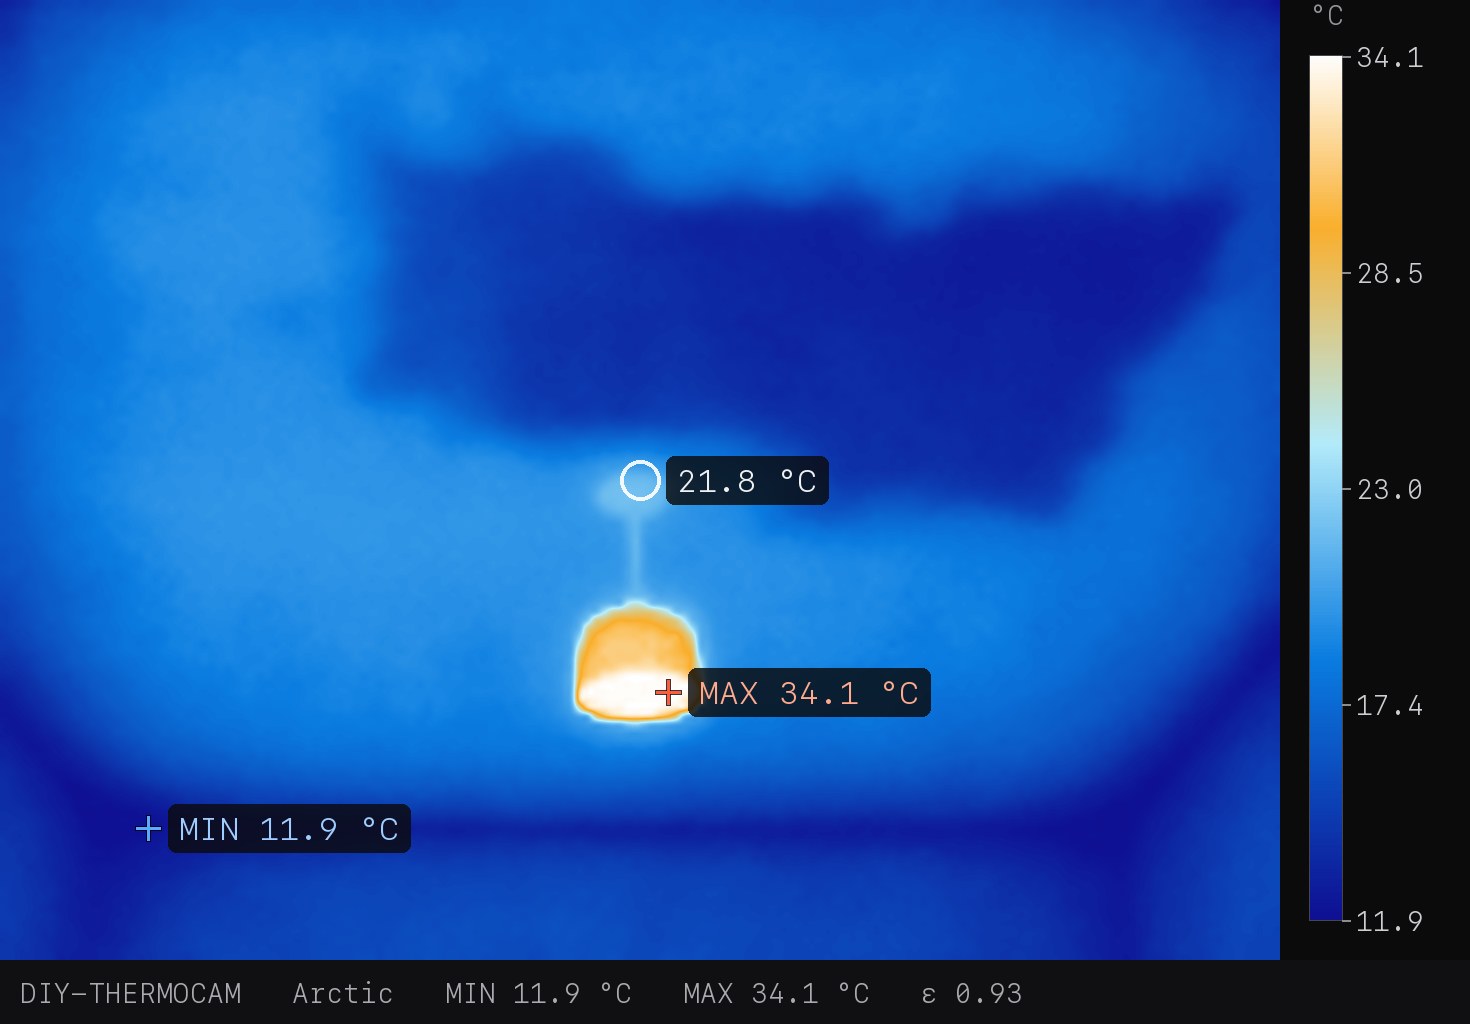 °C
34.1
28.5
23.0
17.4
11.9
21.8 °C
MAX 34.1 °C
MIN 11.9 °C
DIY-THERMOCAM Arctic MIN 11.9 °C MAX 34.1 °C ε 0.93